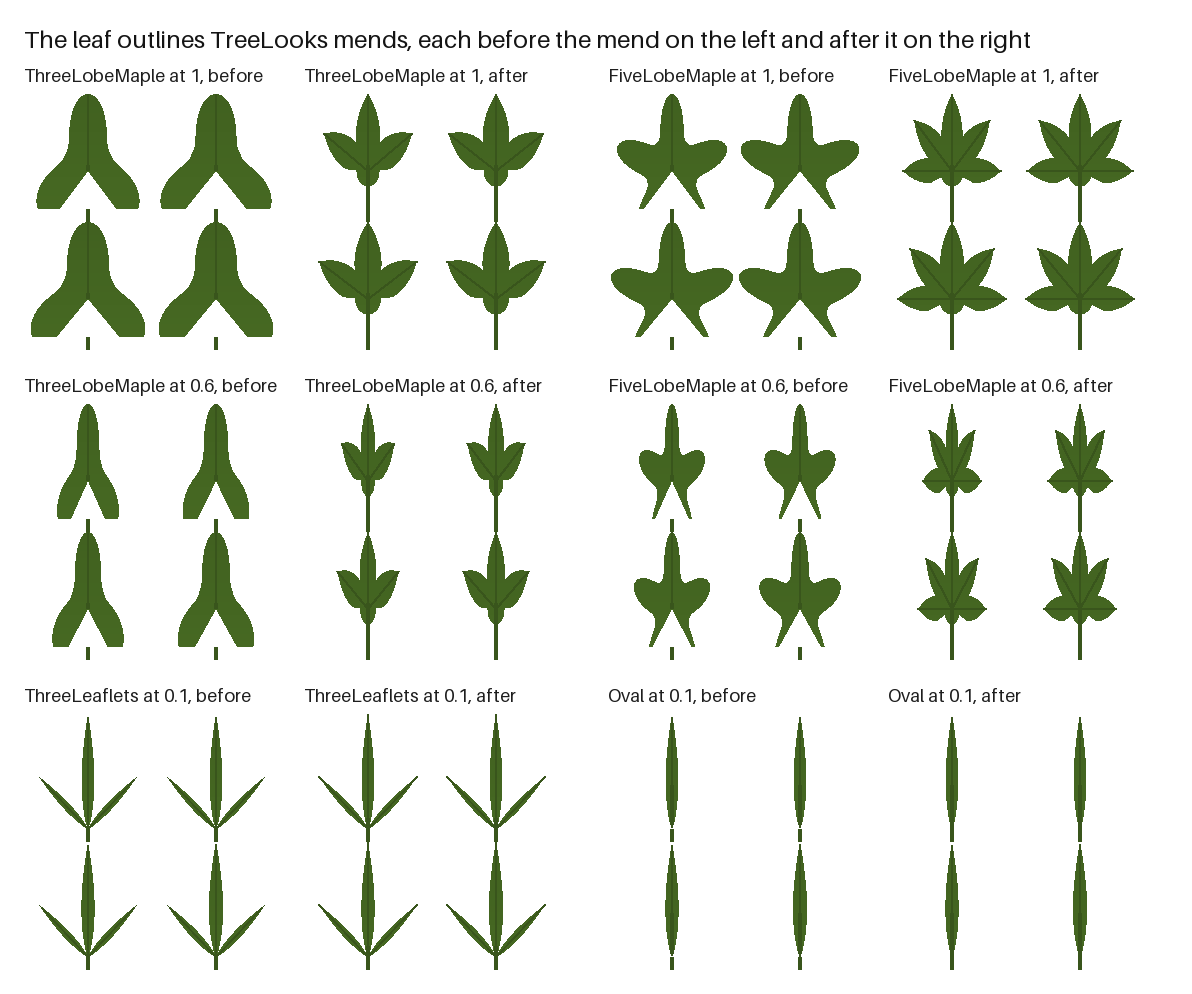 The leaf outlines TreeLooks mends, each before the mend on the left and after it on the right
ThreeLobeMaple at 1, before
ThreeLobeMaple at 1, after
FiveLobeMaple at 1, before
FiveLobeMaple at 1, after
ThreeLobeMaple at 0.6, before
ThreeLobeMaple at 0.6, after
FiveLobeMaple at 0.6, before
FiveLobeMaple at 0.6, after
ThreeLeaflets at 0.1, before
ThreeLeaflets at 0.1, after
Oval at 0.1, before
Oval at 0.1, after